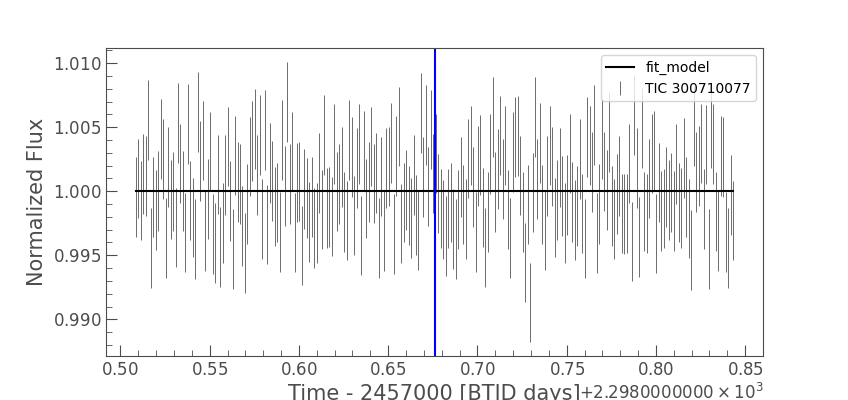 Normalized Flux
1.010
1.005
1.000
0.995
0.990
fit_model
TIC 300710077
0.50 0.55 0.60 0.65 0.70 0.75 0.80 0.85
Time - 2457000 [BTJD days]
+2.2980000000 × 10³